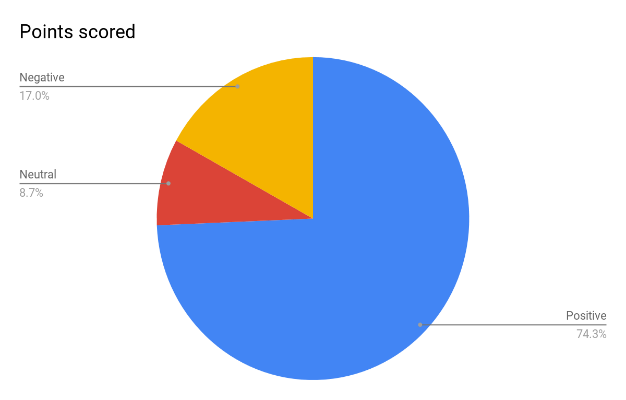 Points scored
Negative
17.0%
Neutral
8.7%
Positive
74.3%